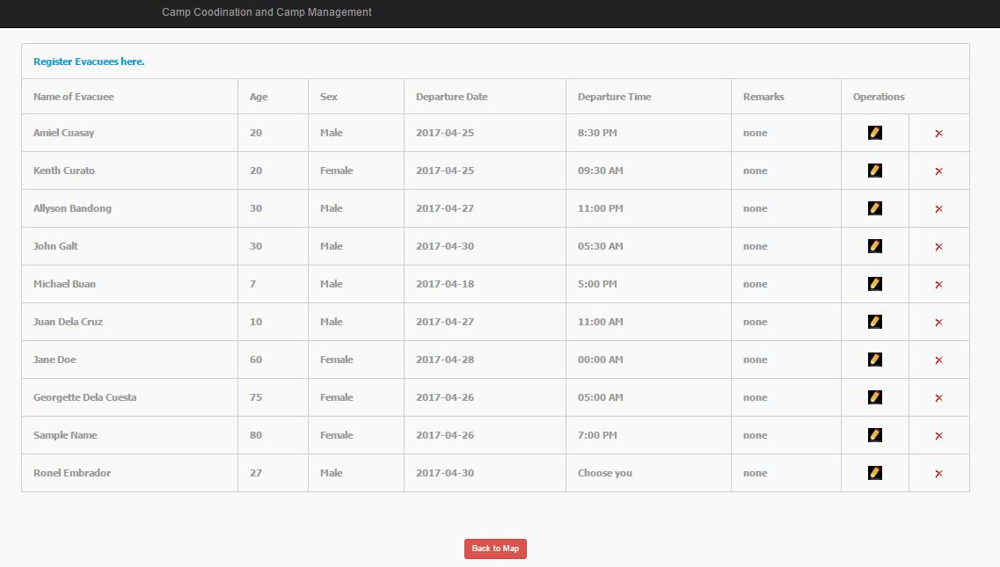 Camp Coodination and Camp Management
Register Evacuees here.
Name of Evacuee Age Sex Departure Date Departure Time Remarks Operations
Amiel Cuasay 20 Male 2017-04-25 8:30 PM none
Kenth Curato 20 Female 2017-04-25 09:30 AM none
Allyson Bandong 30 Male 2017-04-27 11:00 PM none
John Galt 30 Male 2017-04-30 05:30 AM none
Michael Buan 7 Male 2017-04-18 5:00 PM none
Juan Dela Cruz 10 Male 2017-04-27 11:00 AM none
Jane Doe 60 Female 2017-04-28 00:00 AM none
Georgette Dela Cuesta 75 Female 2017-04-26 05:00 AM none
Sample Name 80 Female 2017-04-26 7:00 PM none
Ronel Embrador 27 Male 2017-04-30 Choose you none
Back to Map